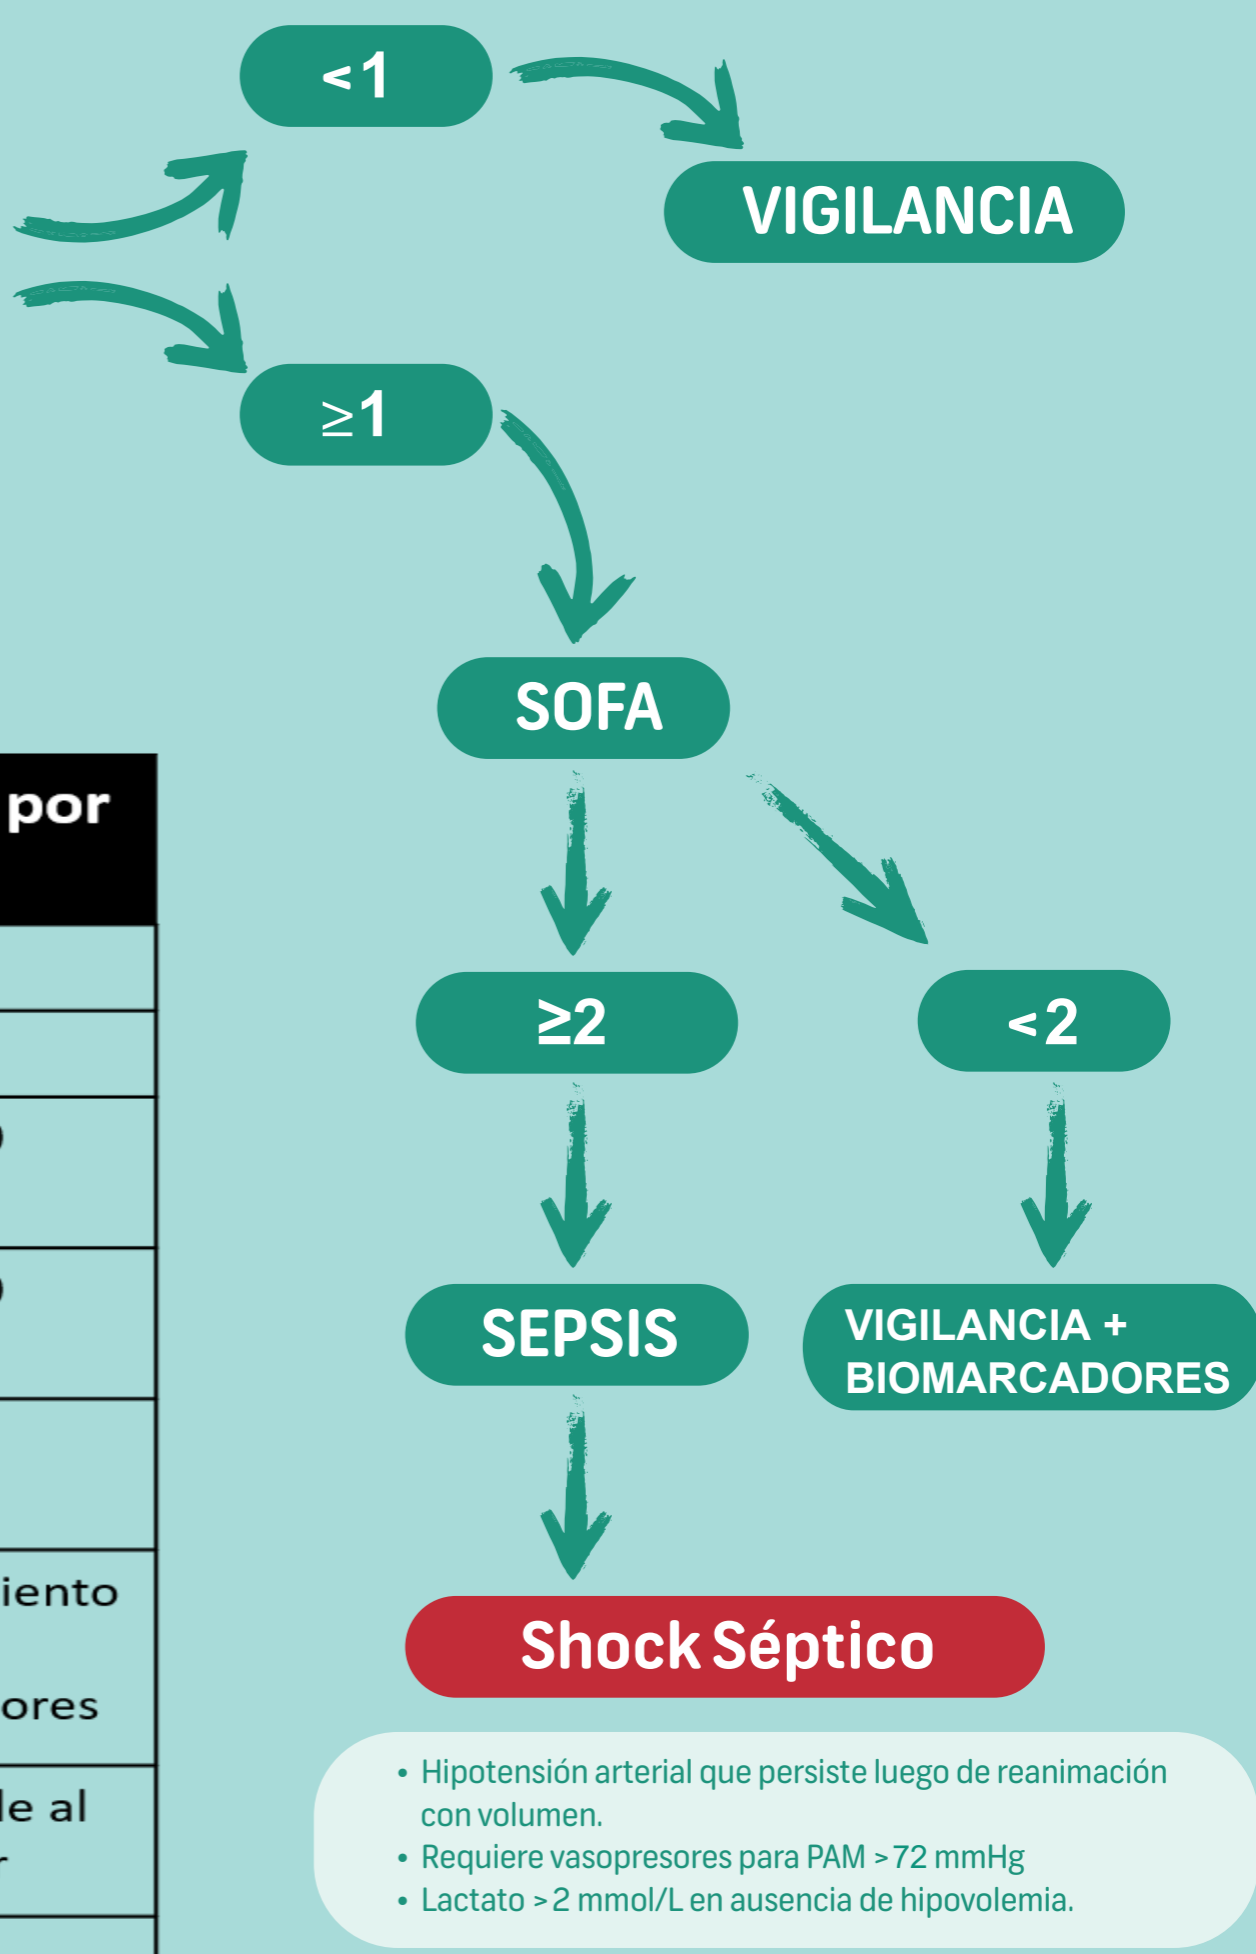 <1
VIGILANCIA
≥1
SOFA
por
≥2
<2
SEPSIS
VIGILANCIA +
BIOMARCADORES
iento
ores
Shock Séptico
• Hipotensión arterial que persiste luego de reanimación
con volumen.
• Requiere vasopresores para PAM >72 mmHg
• Lactato >2 mmol/L en ausencia de hipovolemia.
le al